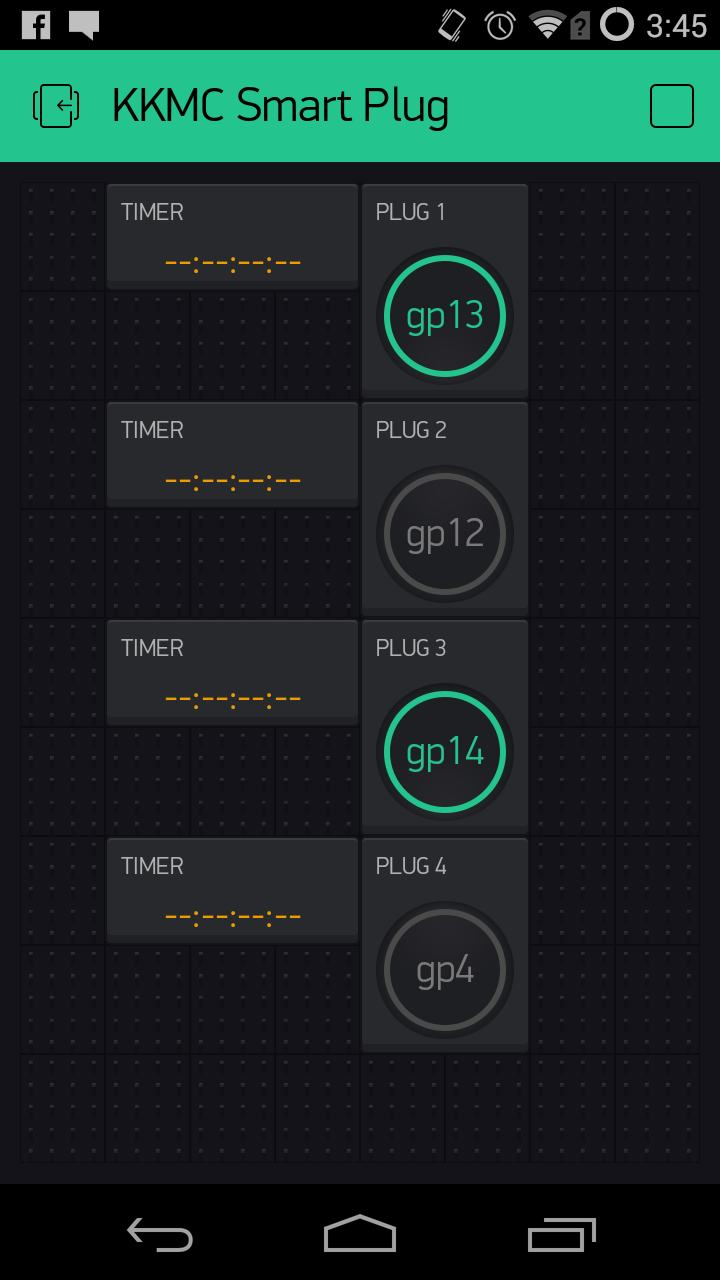 3:45
KKMC Smart Plug
TIMER
PLUG 1
--:--:--:--
gp13
TIMER
PLUG 2
--:--:--:--
gp12
TIMER
PLUG 3
--:--:--:--
gp14
TIMER
PLUG 4
--:--:--:--
gp4